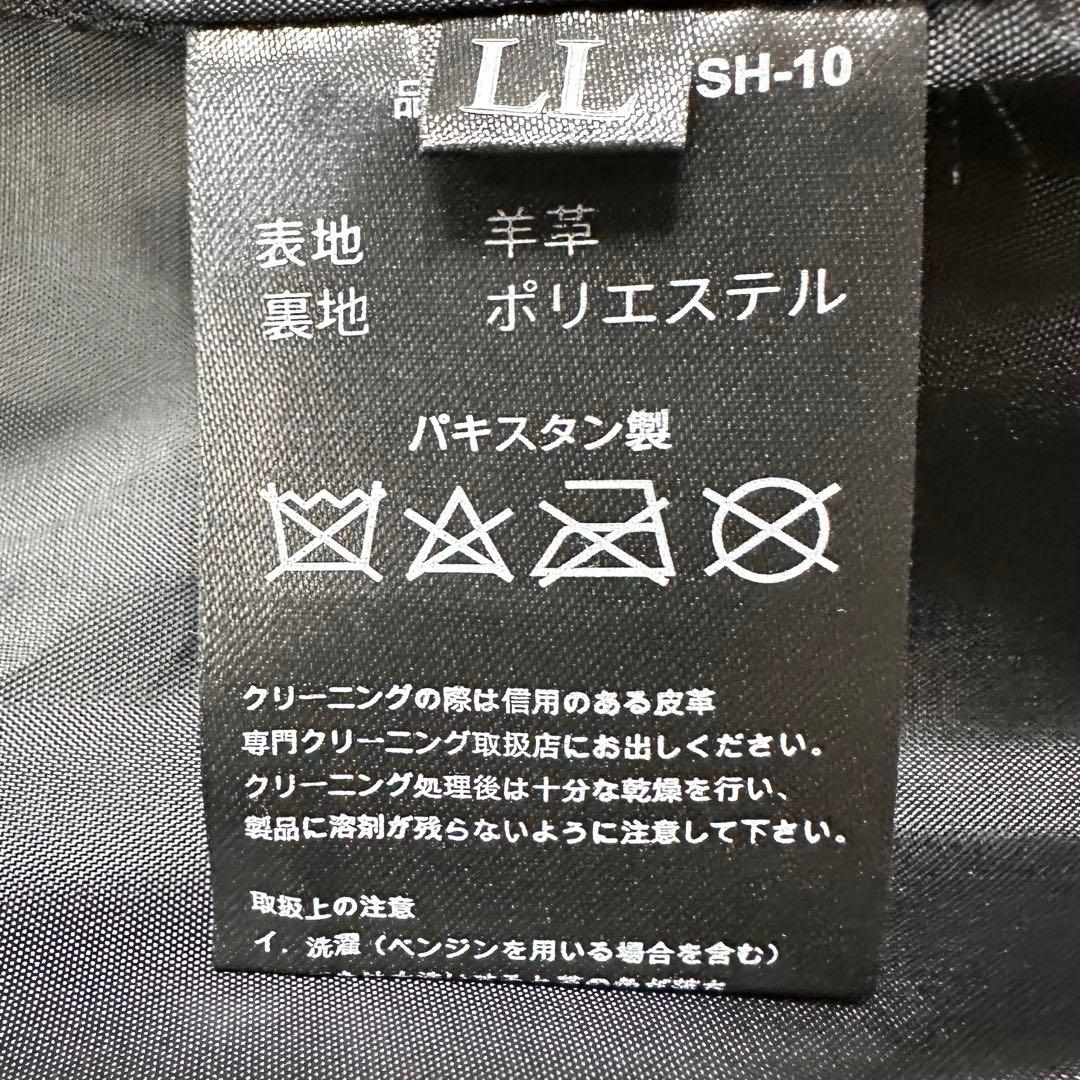 品 LL SH-10
表地 羊革
裏地 ポリエステル
パキスタン製
クリーニングの際は信用のある皮革
専門クリーニング取扱店にお出しください。
クリーニング処理後は十分な乾燥を行い、
製品に溶剤が残らないように注意して下さい。
取扱上の注意
イ．洗濯（ベンジンを用いる場合を含む）